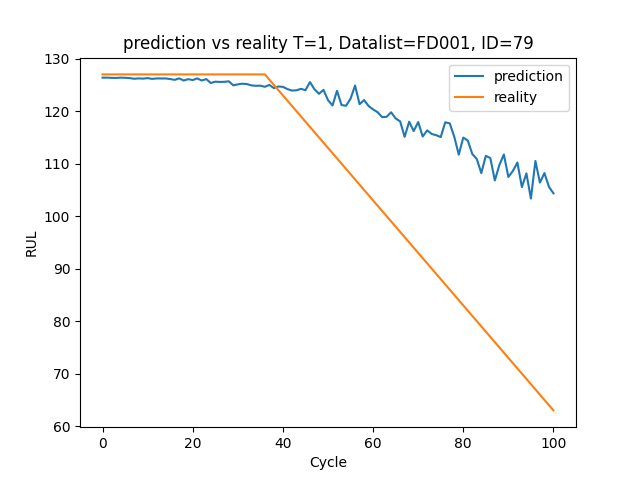 prediction vs reality T=1, Datalist=FD001, ID=79
130
120
110
100
90
80
70
60
RUL
prediction
reality
0
20
40
60
80
100
Cycle